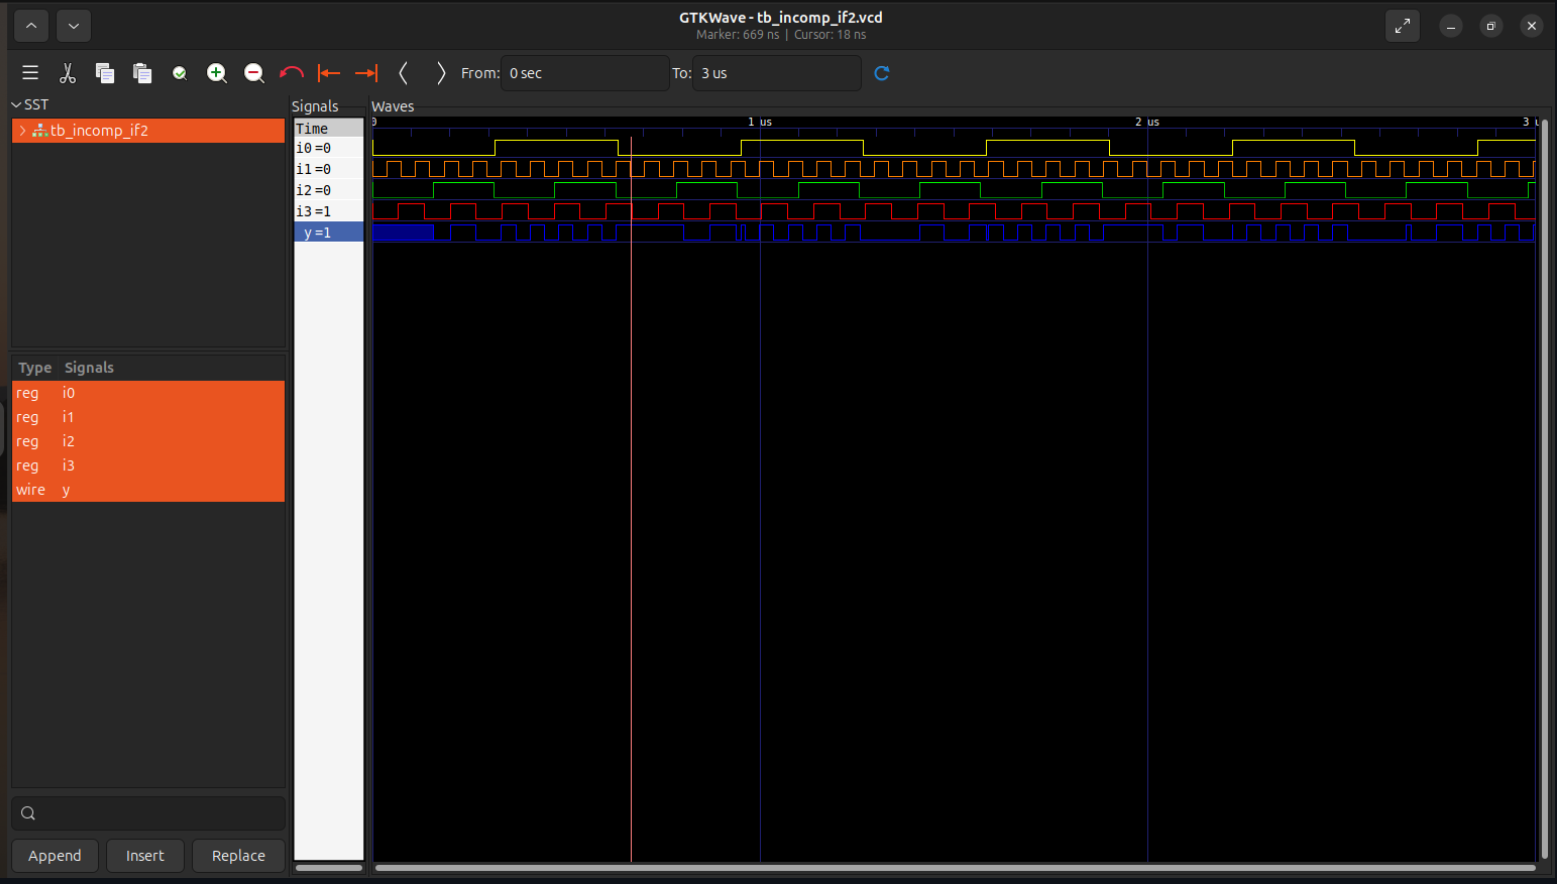 GTKWave - tb_incomp_if2.vcd
Marker: 669 ns | Cursor: 18 ns
From: 0 sec To: 3 us
SST
tb_incomp_if2
Type Signals
reg i0
reg i1
reg i2
reg i3
wire y
Append Insert Replace
Signals
Time
i0=0
i1=0
i2=0
i3=1
y=1
Waves
0 1 us 2 us 3 u